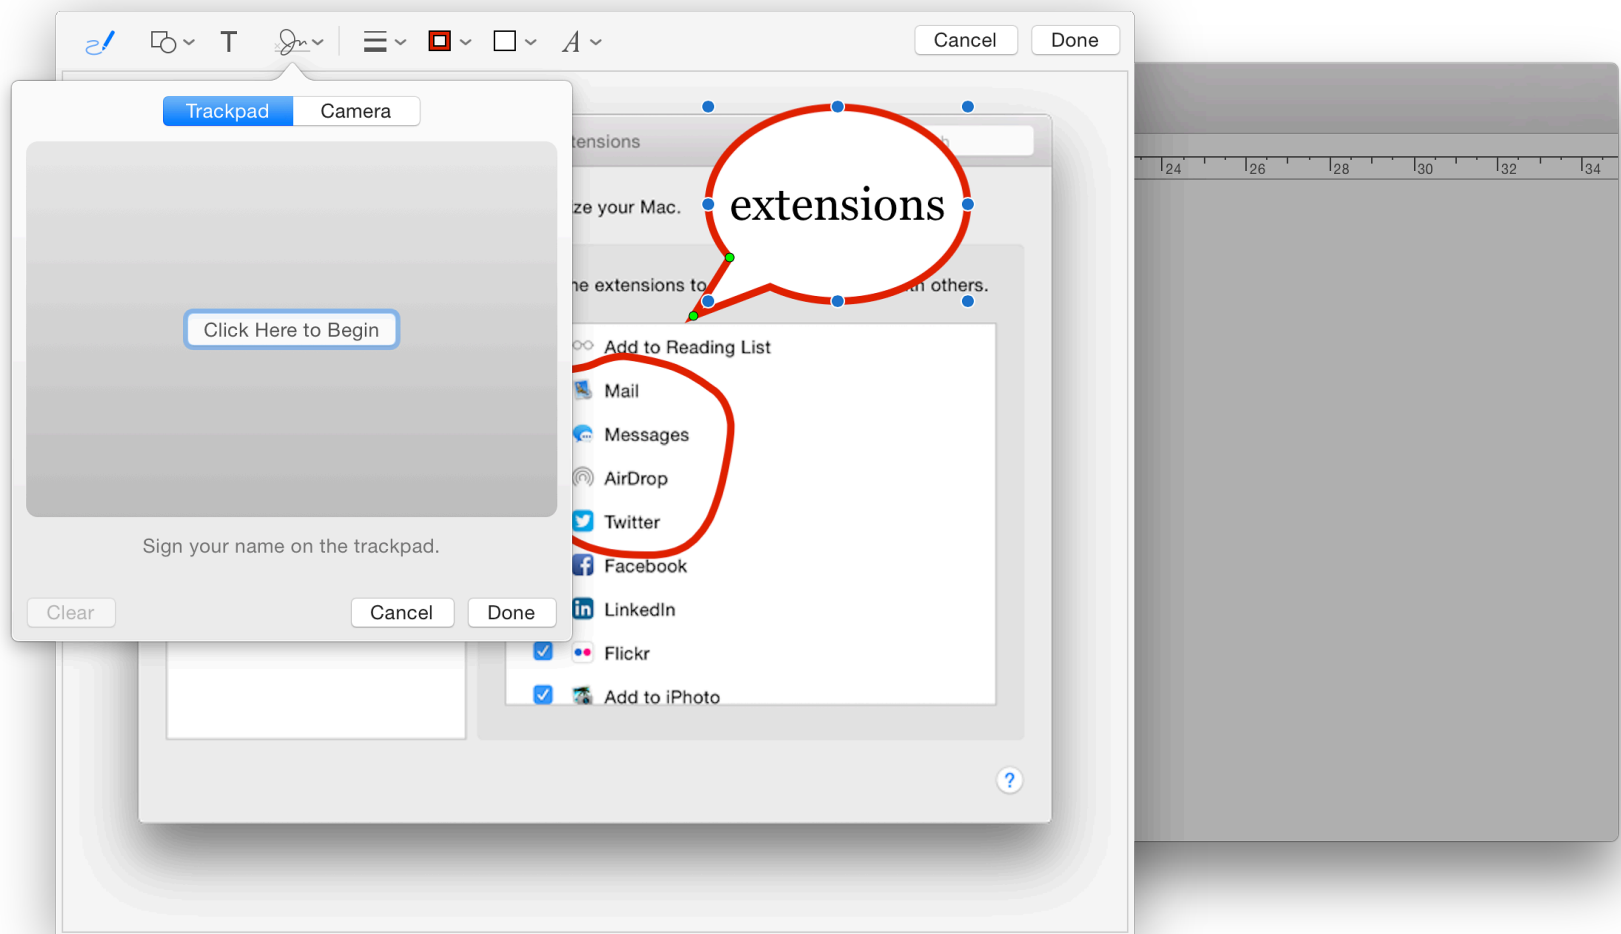 T
A
Cancel
Done
Trackpad
Camera
Click Here to Begin
Sign your name on the trackpad.
Clear
Cancel
Done
tensions
ze your Mac.
extensions
ne extensions to
others.
Add to Reading List
Mail
Messages
AirDrop
Twitter
Facebook
LinkedIn
Flickr
Add to iPhoto
?
24
26
28
30
32
34